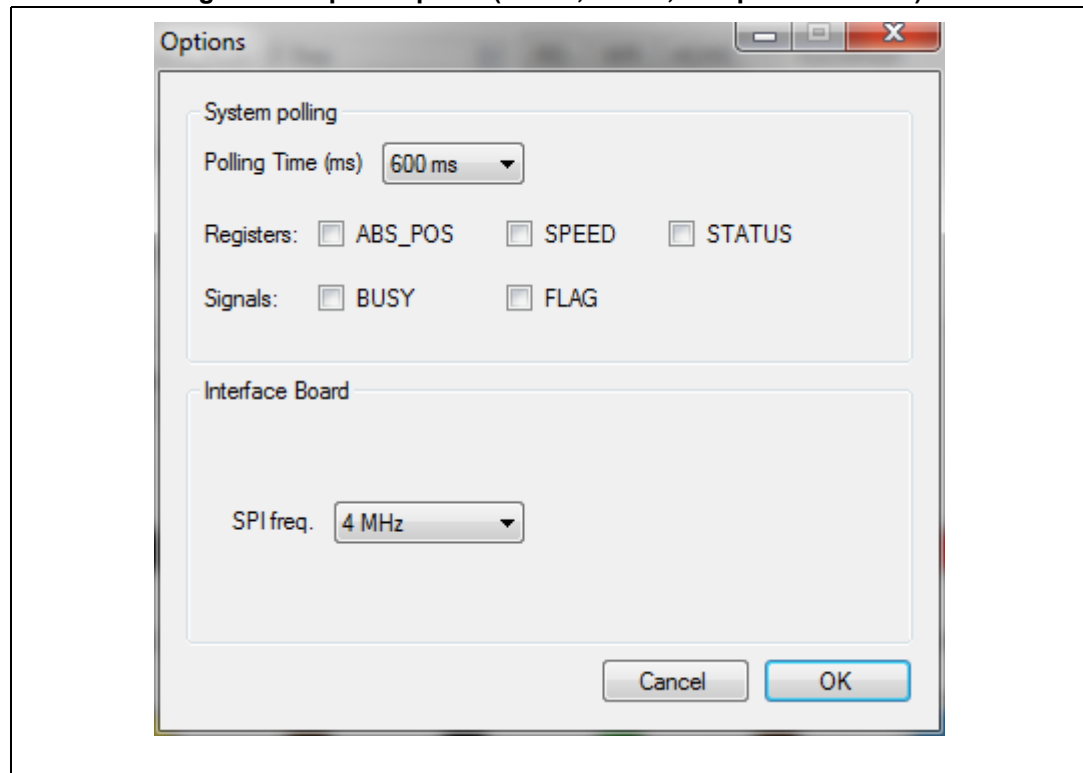 Options
System polling
Polling Time (ms) 600 ms
Registers: ABS_POS SPEED STATUS
Signals: BUSY FLAG
Interface Board
SPI freq. 4 MHz
Cancel OK